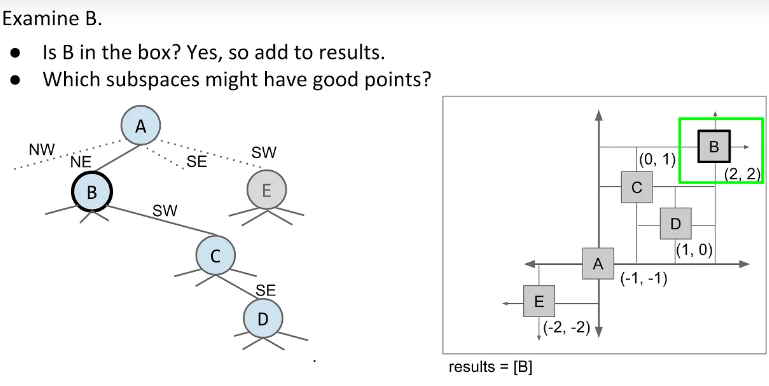 Examine B.
● Is B in the box? Yes, so add to results.
● Which subspaces might have good points?
A
NW
NE
SE
SW
B
E
SW
C
SE
D
B
(0, 1)
(2, 2)
C
D
(1, 0)
A
(-1, -1)
E
(-2, -2)
results = [B]